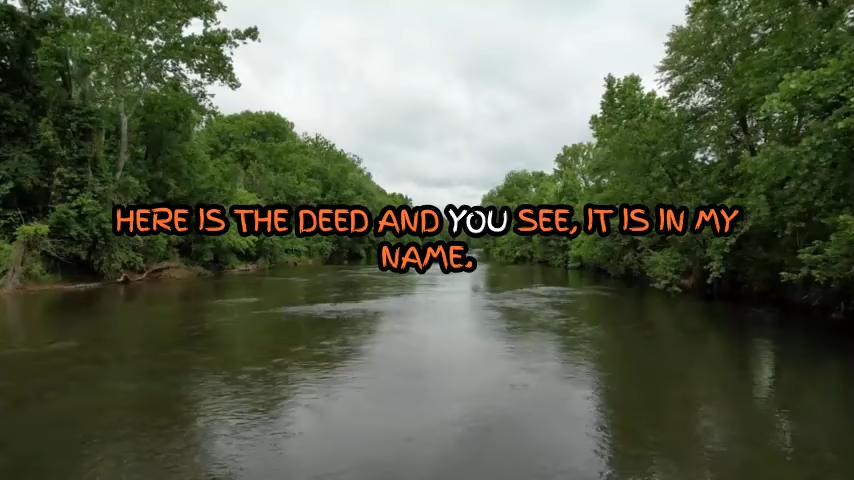 HERE IS THE DEED AND YOU SEE, IT IS IN MY
NAME.